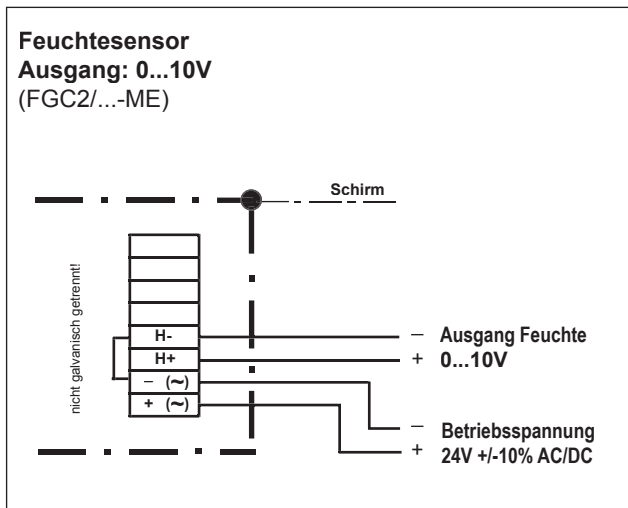 Feuchtesensor
Ausgang: 0...10V
(FGC2/...-ME)
Schirm
nicht galvanisch getrennt!
H-
H+
– (~)
+ (~)
– Ausgang Feuchte
+ 0...10V
– Betriebsspannung
+ 24V +/-10% AC/DC